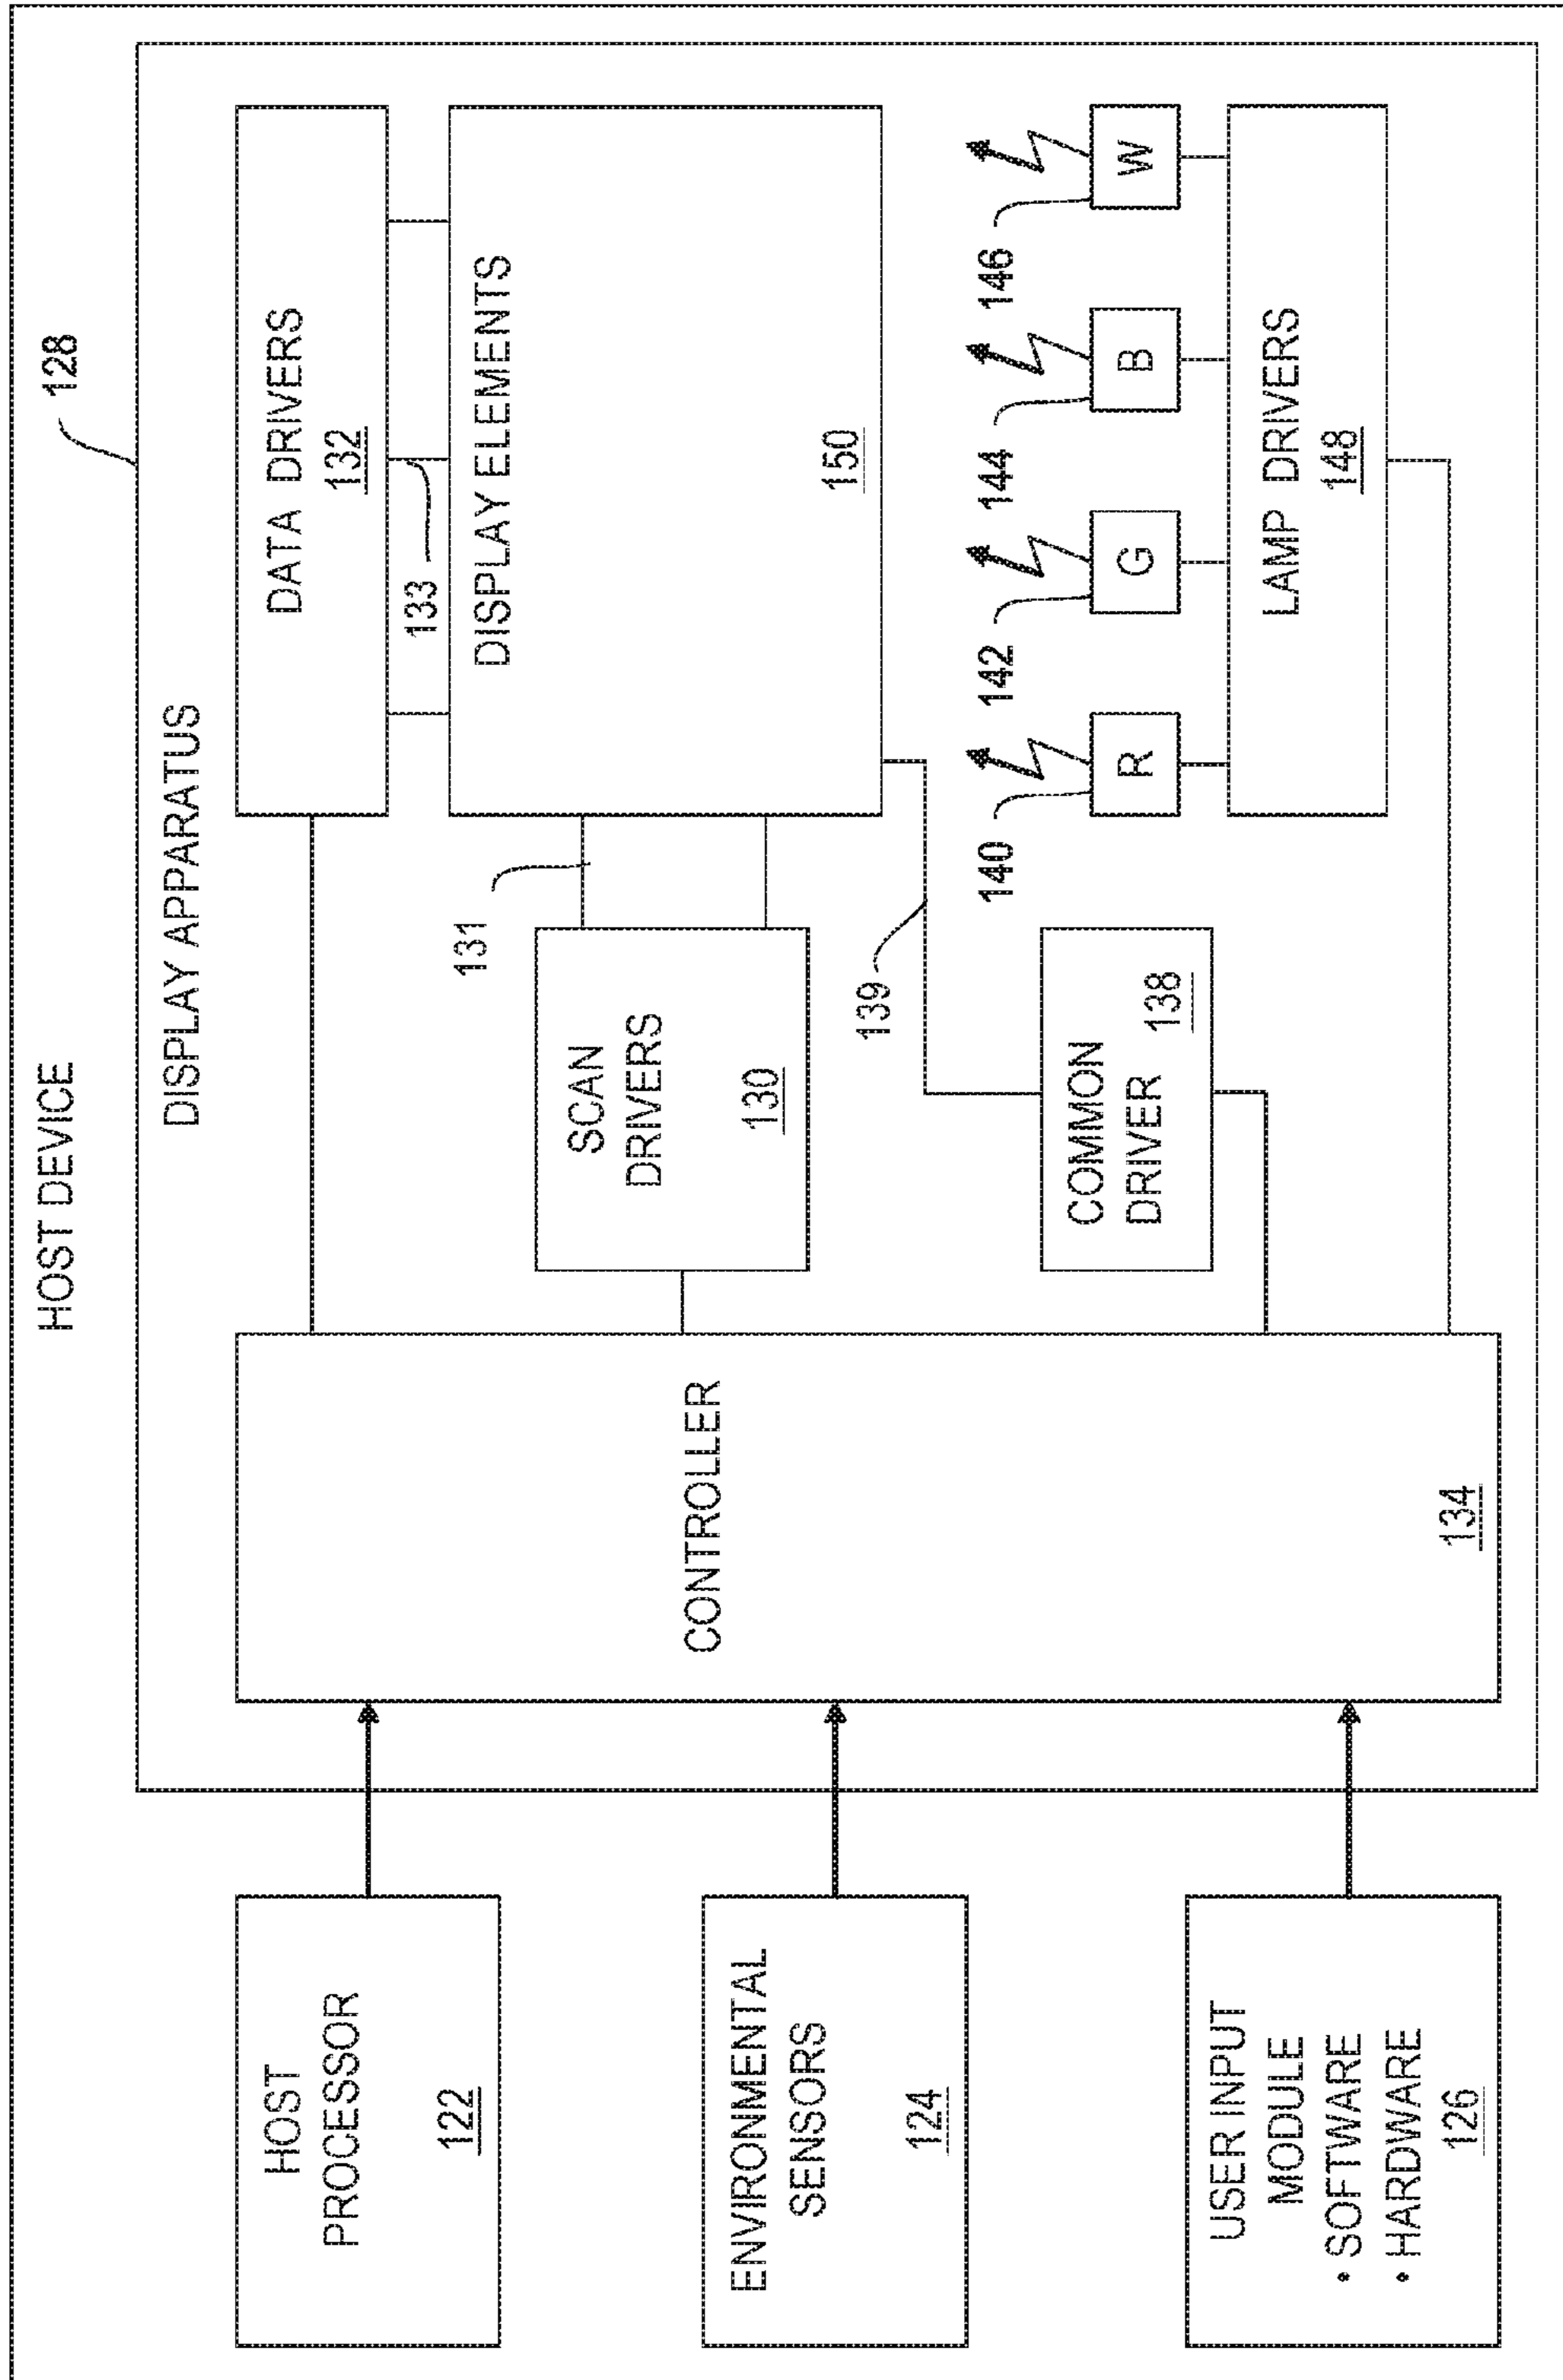 HOST DEVICE
128
DISPLAY APPARATUS
HOST
PROCESSOR
122
ENVIRONMENTAL
SENSORS
124
USER INPUT
MODULE
• SOFTWARE
• HARDWARE
126
CONTROLLER
134
DATA DRIVERS
132
133
SCAN
DRIVERS
130
131
DISPLAY ELEMENTS
150
COMMON
DRIVER
138
139
140
142
144
146
R
G
B
W
LAMP DRIVERS
148